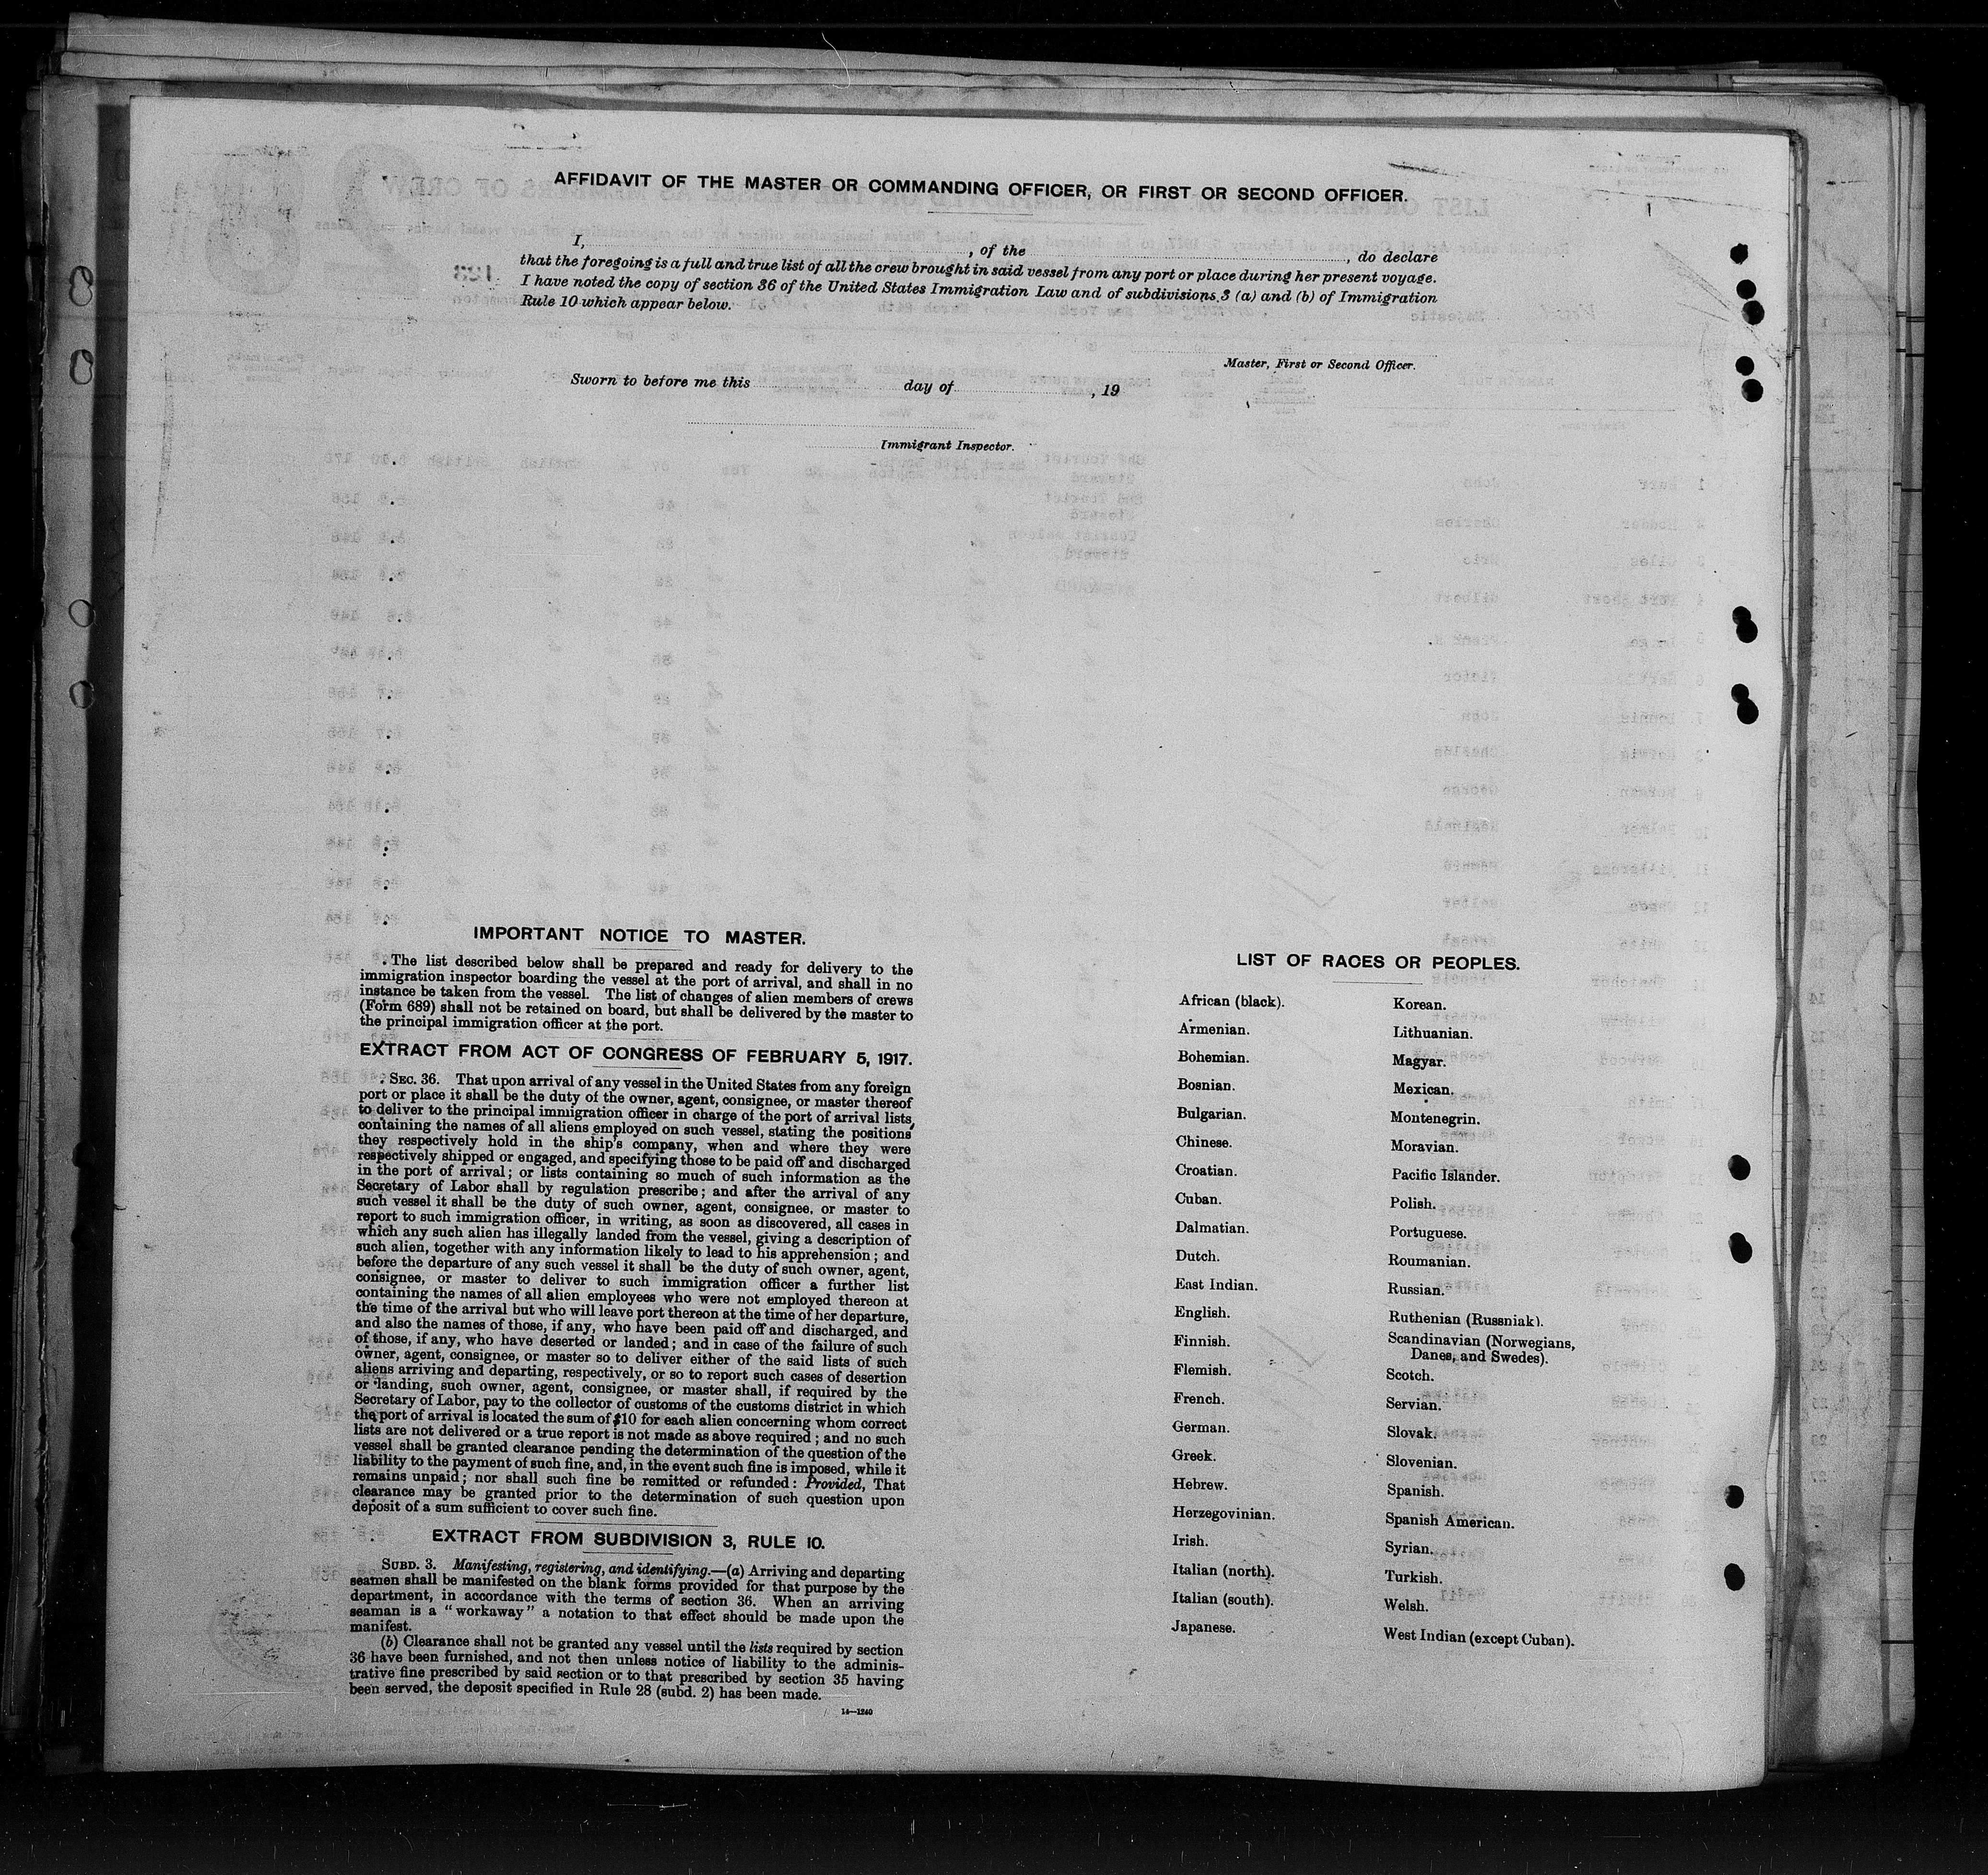 AFFIDAVIT OF THE MASTER OR COMMANDING OFFICER, OR FIRST OR SECOND OFFICER.
I, , of the , do declare
that the foregoing is a full and true list of all the crew brought in said vessel from any port or place during her present voyage.
I have noted the copy of section 36 of the United States Immigration Law and of subdivisions 3 (a) and (b) of Immigration
Rule 10 which appear below.
Master, First or Second Officer.
Sworn to before me this day of , 19
Immigrant Inspector.
IMPORTANT NOTICE TO MASTER.
The list described below shall be prepared and ready for delivery to the
immigration inspector boarding the vessel at the port of arrival, and shall in no
instance be taken from the vessel. The list of changes of alien members of crews
(Form 689) shall not be retained on board, but shall be delivered by the master to
the principal immigration officer at the port.
EXTRACT FROM ACT OF CONGRESS OF FEBRUARY 5, 1917.
SEC. 36. That upon arrival of any vessel in the United States from any foreign
port or place it shall be the duty of the owner, agent, consignee, or master thereof
to deliver to the principal immigration officer in charge of the port of arrival lists
containing the names of all aliens employed on such vessel, stating the positions
they respectively hold in the ship's company, when and where they were
respectively shipped or engaged, and specifying those to be paid off and discharged
in the port of arrival; or lists containing so much of such information as the
Secretary of Labor shall by regulation prescribe; and after the arrival of any
such vessel it shall be the duty of such owner, agent, consignee, or master to
report to such immigration officer, in writing, as soon as discovered, all cases in
which any such alien has illegally landed from the vessel, giving a description of
such alien, together with any information likely to lead to his apprehension; and
before the departure of any such vessel it shall be the duty of such owner, agent,
consignee, or master to deliver to such immigration officer a further list
containing the names of all alien employees who were not employed thereon at
the time of the arrival but who will leave port thereon at the time of her departure,
and also the names of those, if any, who have been paid off and discharged, and
of those, if any, who have deserted or landed; and in case of the failure of such
owner, agent, consignee, or master so to deliver either of the said lists of such
aliens arriving and departing, respectively, or so to report such cases of desertion
or landing, such owner, agent, consignee, or master shall, if required by the
Secretary of Labor, pay to the collector of customs of the customs district in which
the port of arrival is located the sum of $10 for each alien concerning whom correct
lists are not delivered or a true report is not made as above required; and no such
vessel shall be granted clearance pending the determination of the question of the
liability to the payment of such fine, and, in the event such fine is imposed, while it
remains unpaid; nor shall such fine be remitted or refunded: Provided, That
clearance may be granted prior to the determination of such question upon
deposit of a sum sufficient to cover such fine.
EXTRACT FROM SUBDIVISION 3, RULE 10.
SUBD. 3. Manifesting, registering, and identifying.—(a) Arriving and departing
seamen shall be manifested on the blank forms provided for that purpose by the
department, in accordance with the terms of section 36. When an arriving
seaman is a "workaway" a notation to that effect should be made upon the
manifest.
(b) Clearance shall not be granted any vessel until the lists required by section
36 have been furnished, and not then unless notice of liability to the adminis-
trative fine prescribed by said section or to that prescribed by section 35 having
been served, the deposit specified in Rule 28 (subd. 2) has been made.
14—1240
LIST OF RACES OR PEOPLES.
African (black).
Armenian.
Bohemian.
Bosnian.
Bulgarian.
Chinese.
Croatian.
Cuban.
Dalmatian.
Dutch.
East Indian.
English.
Finnish.
Flemish.
French.
German.
Greek.
Hebrew.
Herzegovinian.
Irish.
Italian (north).
Italian (south).
Japanese.
Korean.
Lithuanian.
Magyar.
Mexican.
Montenegrin.
Moravian.
Pacific Islander.
Polish.
Portuguese.
Roumanian.
Russian.
Ruthenian (Russniak).
Scandinavian (Norwegians,
Danes, and Swedes).
Scotch.
Servian.
Slovak.
Slovenian.
Spanish.
Spanish American.
Syrian.
Turkish.
Welsh.
West Indian (except Cuban).